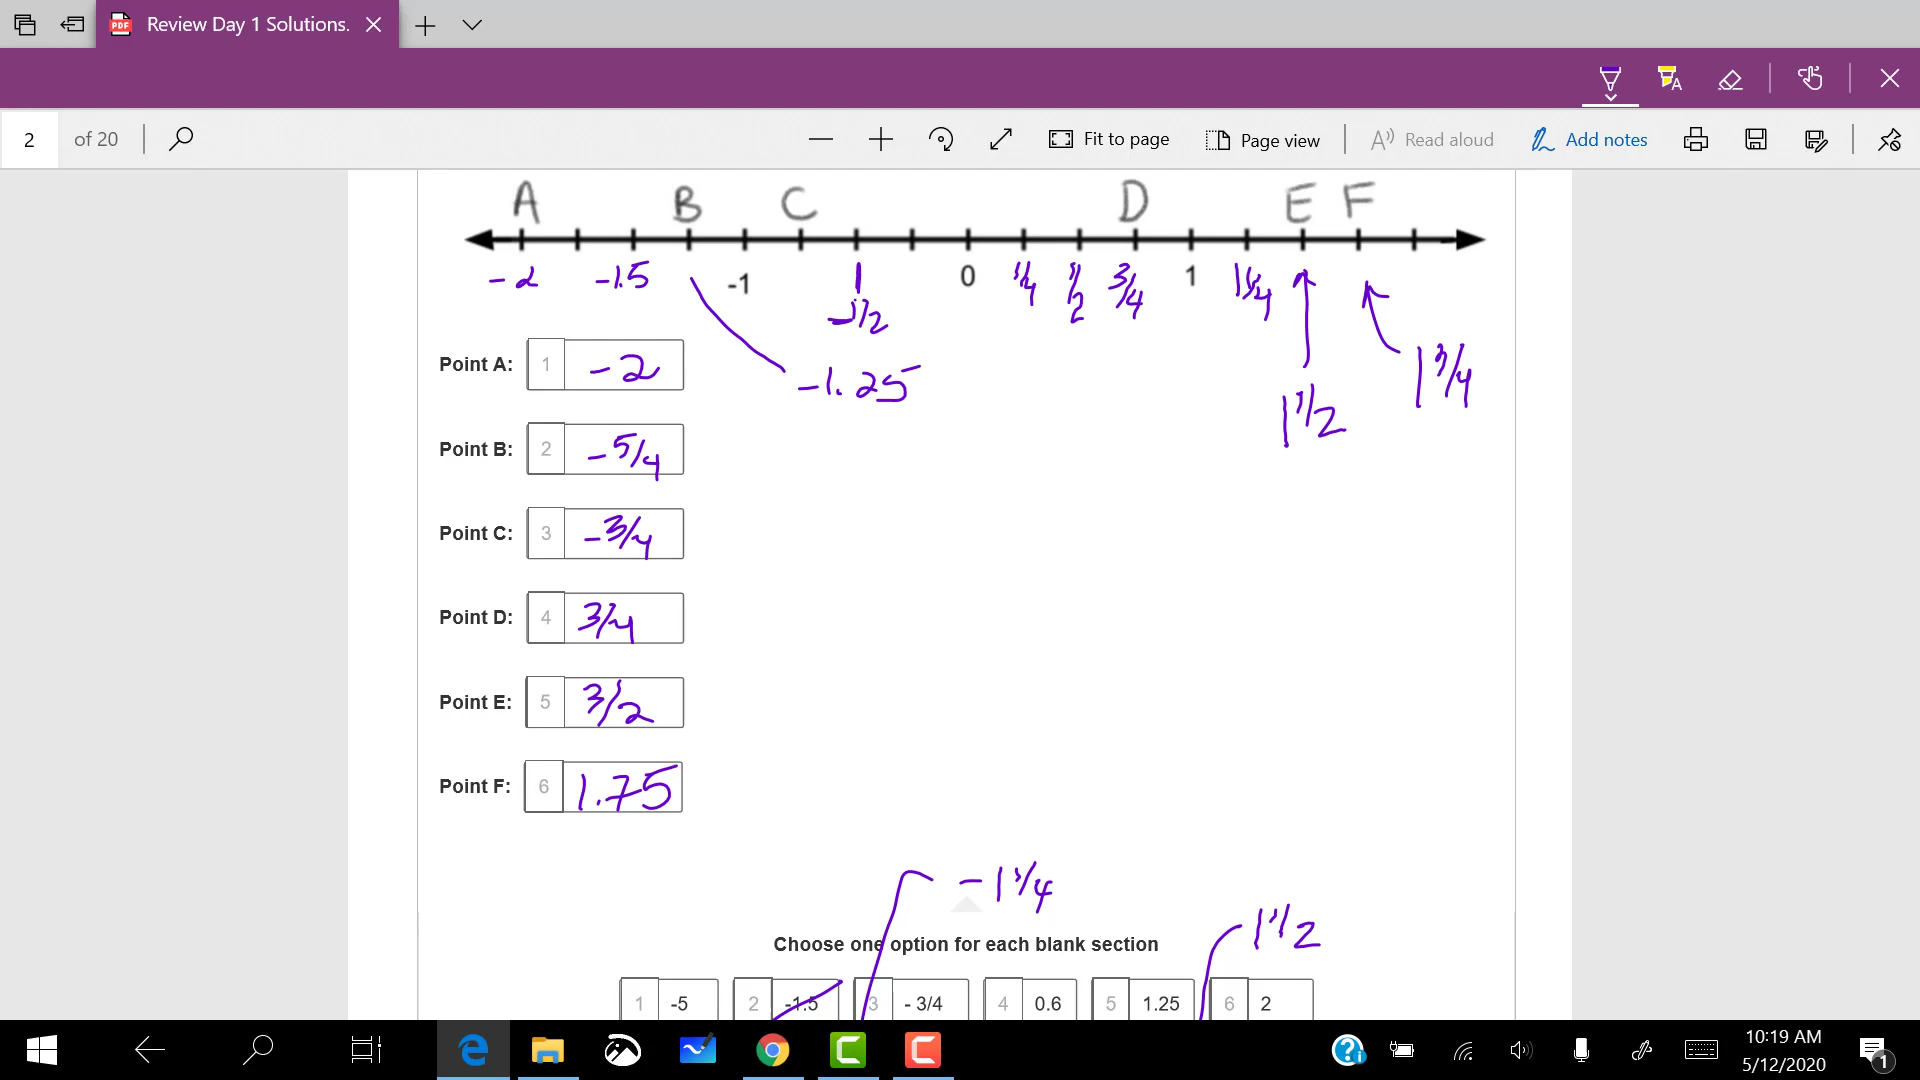 Review Day 1 Solutions.
2 of 20 Fit to page Page view A Read aloud Add notes
A B C D E F
-2 -1.5 -1 -1/2 0 1/4 1/2 3/4 1 1 1/4
-1.25 1 1/2 1 3/4
Point A: 1 -2
Point B: 2 -5/4
Point C: 3 -3/4
Point D: 4 3/4
Point E: 5 3/2
Point F: 6 1.75
-1 1/4
1 1/2
Choose one option for each blank section
1 -5 2 -1.5 3 - 3/4 4 0.6 5 1.25 6 2
10:19 AM
5/12/2020
1